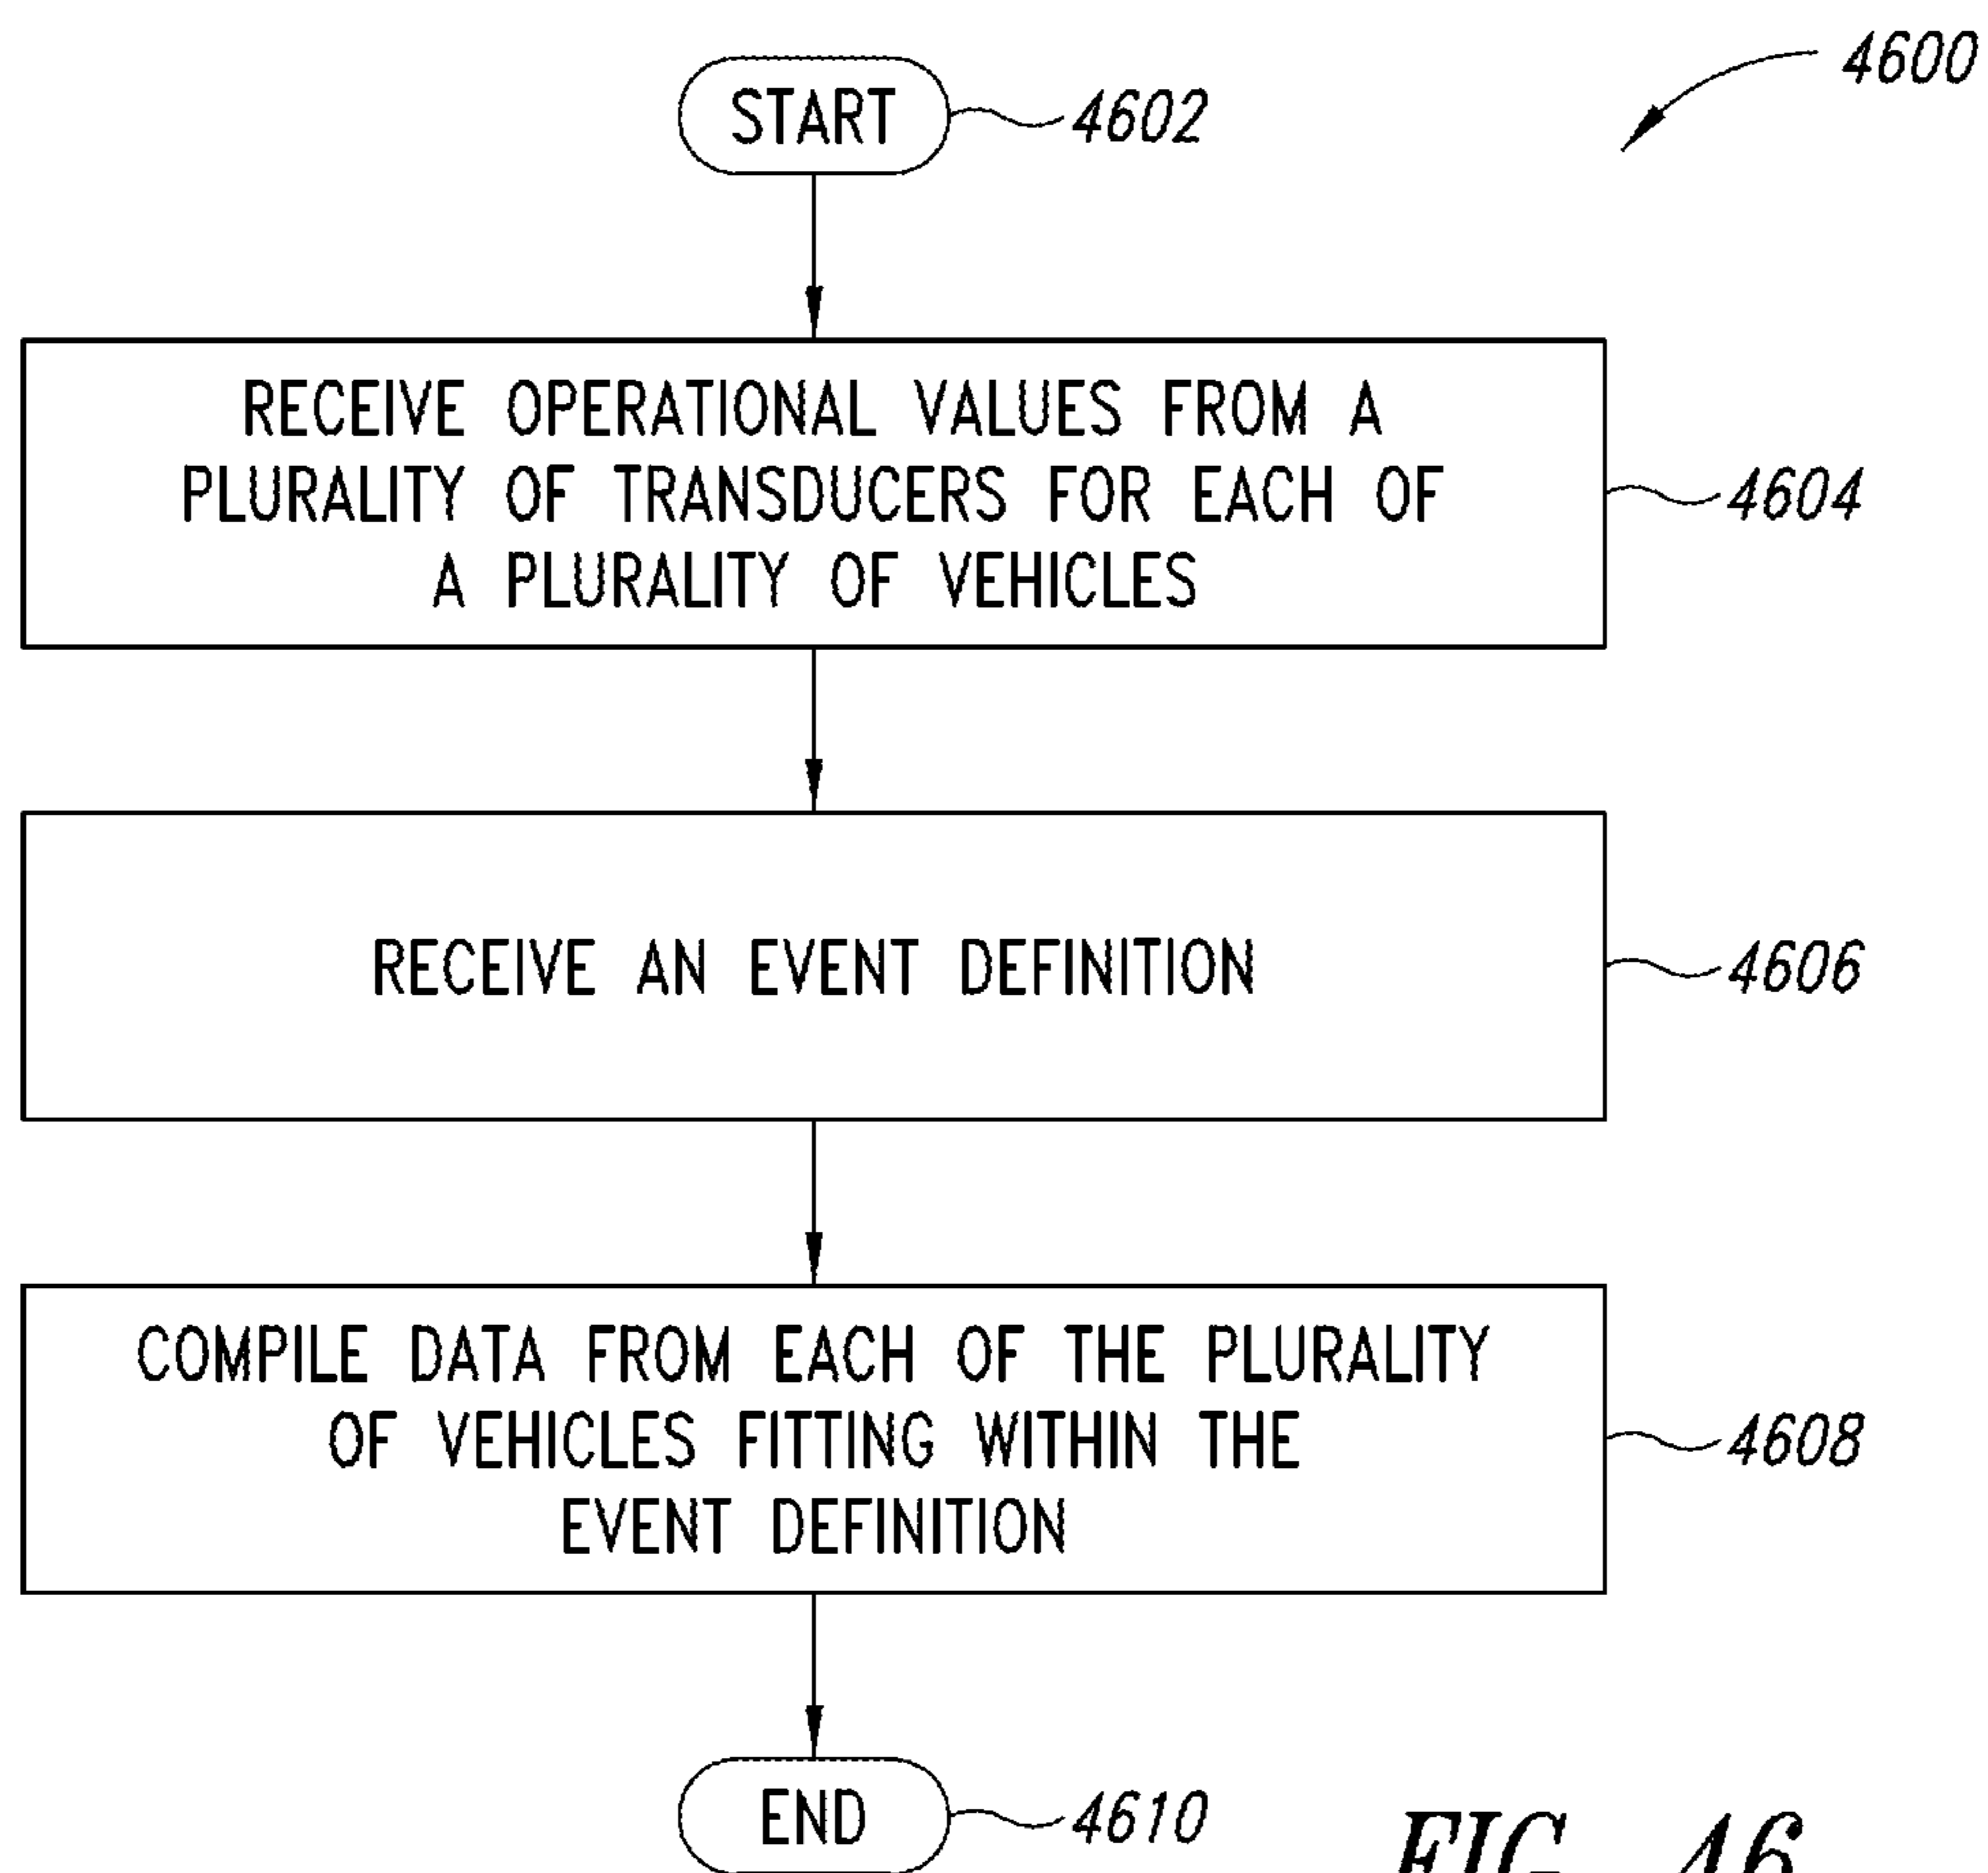 4600
START
4602
RECEIVE OPERATIONAL VALUES FROM A
PLURALITY OF TRANSDUCERS FOR EACH OF
A PLURALITY OF VEHICLES
4604
RECEIVE AN EVENT DEFINITION
4606
COMPILE DATA FROM EACH OF THE PLURALITY
OF VEHICLES FITTING WITHIN THE
EVENT DEFINITION
4608
END
4610
FIG. 46